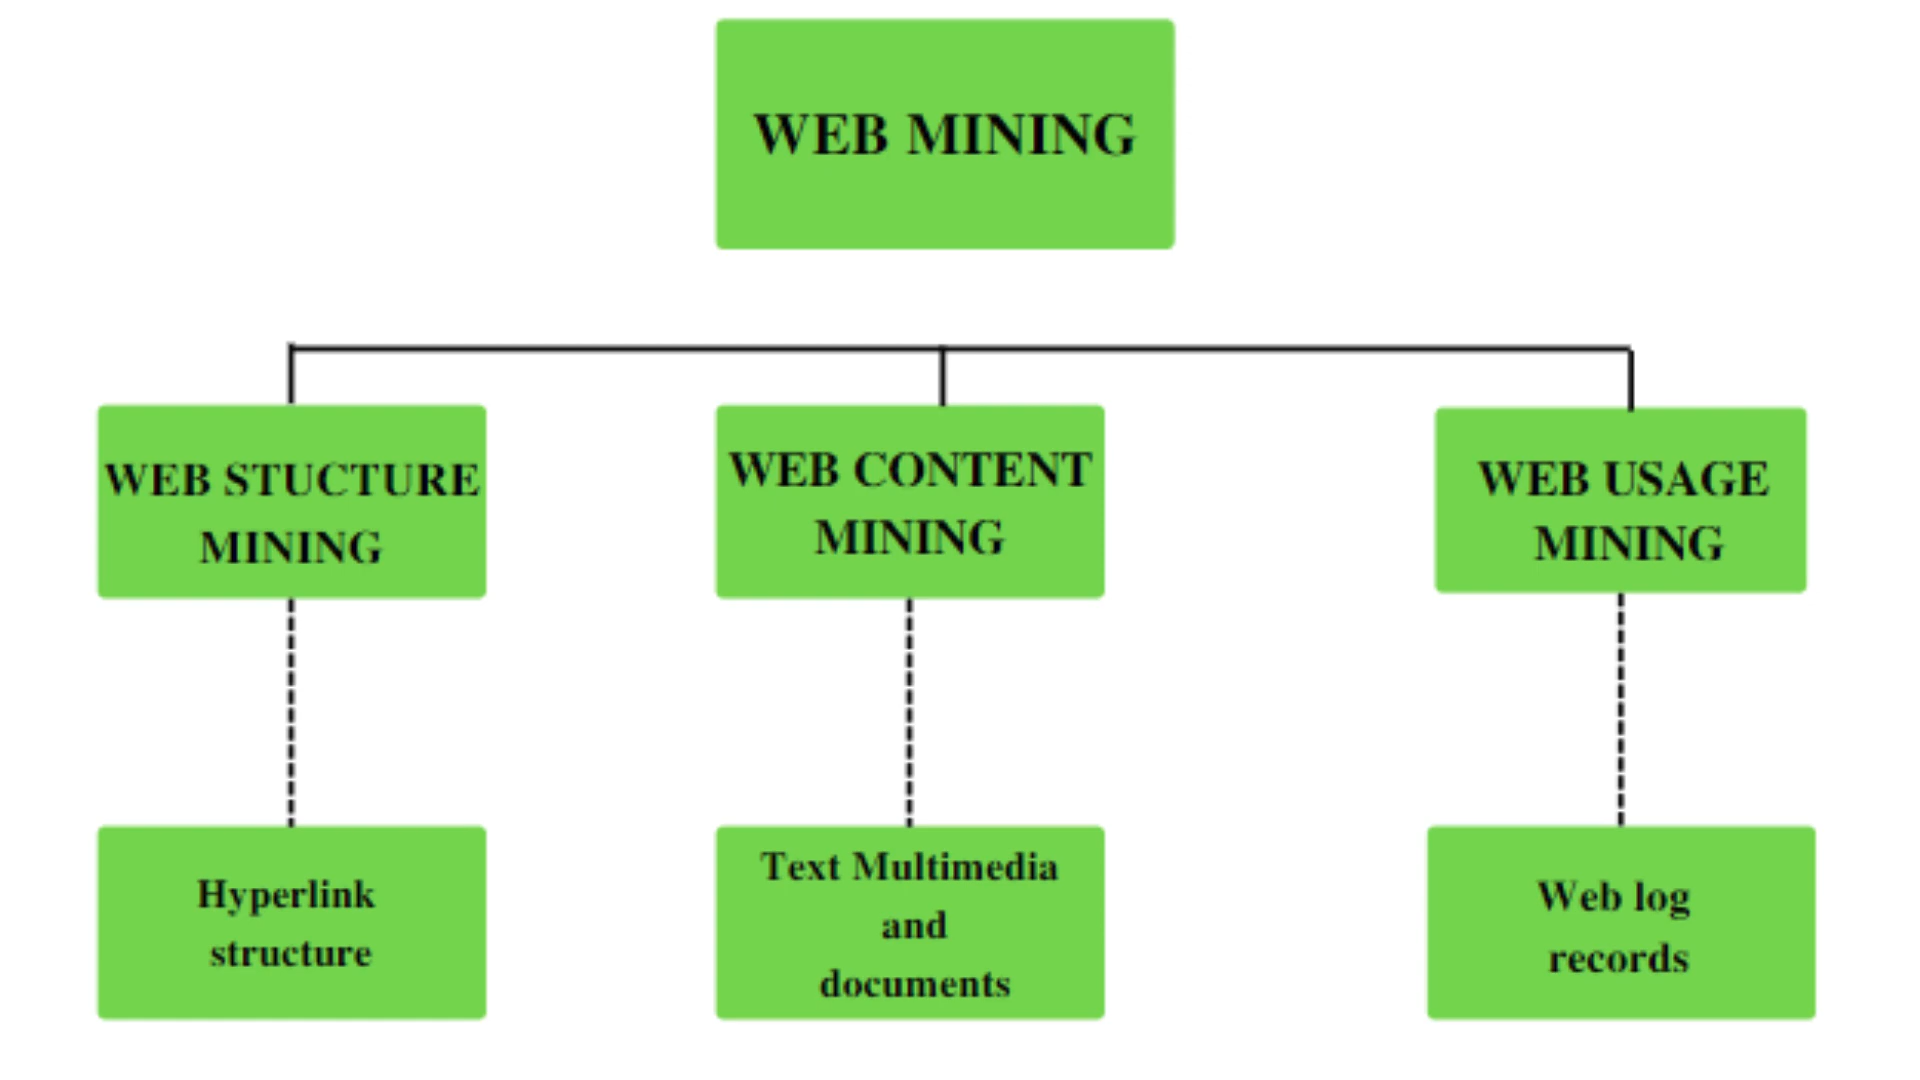 WEB MINING
WEB STUCTURE
MINING
WEB CONTENT
MINING
WEB USAGE
MINING
Hyperlink
structure
Text Multimedia
and
documents
Web log
records